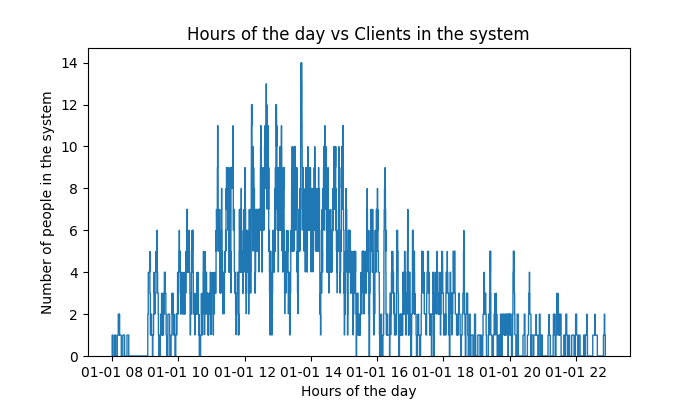 Hours of the day vs Clients in the system
14
12
10
8
6
4
2
0
Number of people in the system
01-01 08 01-01 10 01-01 12 01-01 14 01-01 16 01-01 18 01-01 20 01-01 22
Hours of the day